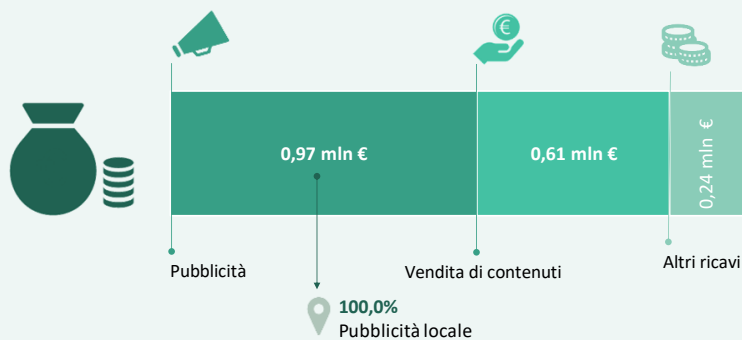 0,97 mln €
0,61 mln €
0,24 mln €
Pubblicità
Vendita di contenuti
Altri ricavi
100,0%
Pubblicità locale